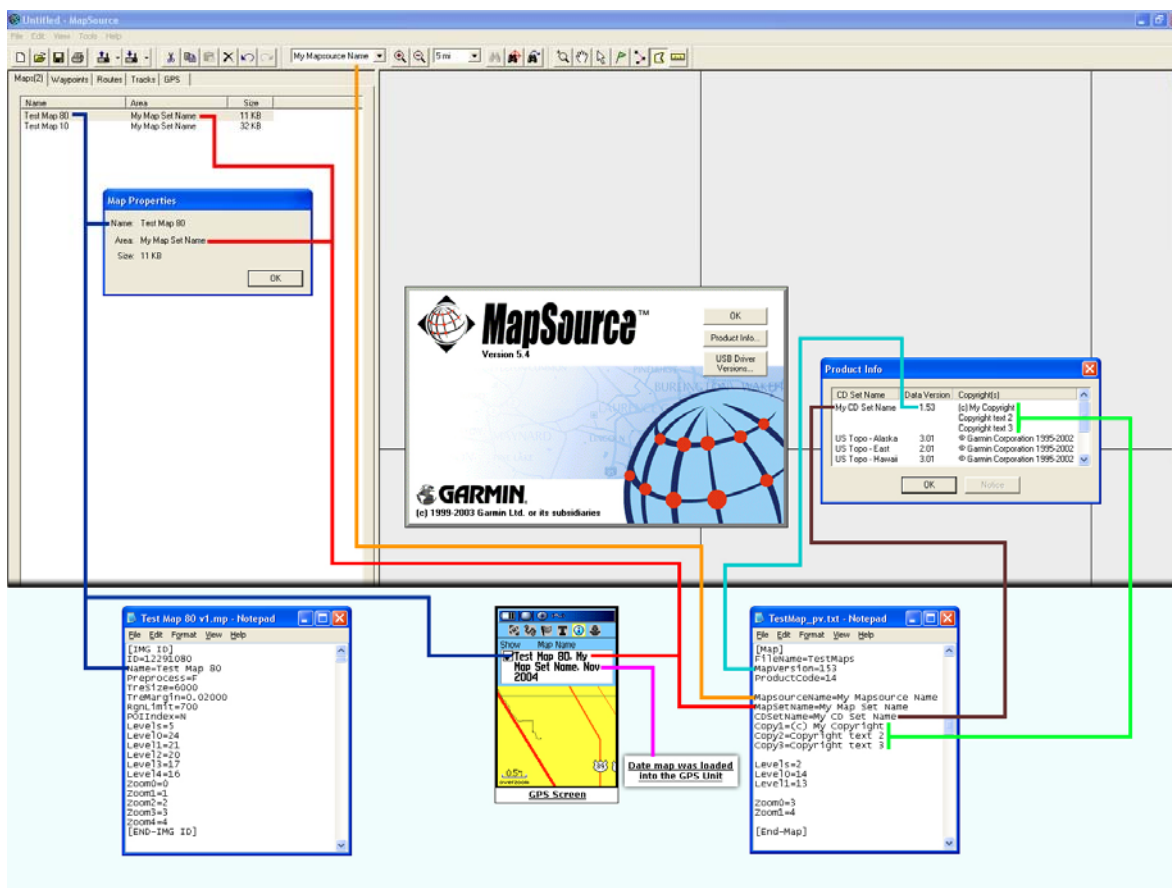 Untitled - MapSource
File Edit View Tools Help
My Mapsource Name
5 mi
Maps(2) Waypoints Routes Tracks GPS
Name Area Size
Test Map 80 My Map Set Name 11 KB
Test Map 10 My Map Set Name 32 KB
Map Properties
Name: Test Map 80
Area: My Map Set Name
Size: 11 KB
OK
MapSource™
Version 5.4
OK
Product Info...
USB Driver
Versions...
GARMIN.
(c) 1999-2003 Garmin Ltd. or its subsidiaries
Product Info
CD Set Name Data Version Copyright(s)
My CD Set Name 1.53 (c) My Copyright
Copyright text 2
Copyright text 3
US Topo - Alaska 3.01 © Garmin Corporation 1995-2002
US Topo - East 2.01 © Garmin Corporation 1995-2002
US Topo - Hawaii 3.01 © Garmin Corporation 1995-2002
OK Notice
Test Map 80 v1.mp - Notepad
File Edit Format View Help
[IMG ID]
ID=12291080
Name=Test Map 80
Preprocess=F
TreSize=6000
TreMargin=0.02000
RgnLimit=700
POIIndex=N
Levels=5
Level0=24
Level1=21
Level2=20
Level3=17
Level4=16
Zoom0=0
Zoom1=1
Zoom2=2
Zoom3=3
Zoom4=4
[END-IMG ID]
Show Map Name
Test Map 80, My
Map Set Name, Nov
2004
overzoom
GPS Screen
Date map was loaded
into the GPS Unit
TestMap_pv.txt - Notepad
File Edit Format View Help
[Map]
FileName=TestMaps
MapVersion=153
ProductCode=14
MapsourceName=My Mapsource Name
MapSetName=My Map Set Name
CDSetName=My CD Set Name
Copy1=(c) My Copyright
Copy2=Copyright text 2
Copy3=Copyright text 3
Levels=2
Level0=14
Level1=13
Zoom0=3
Zoom1=4
[End-Map]